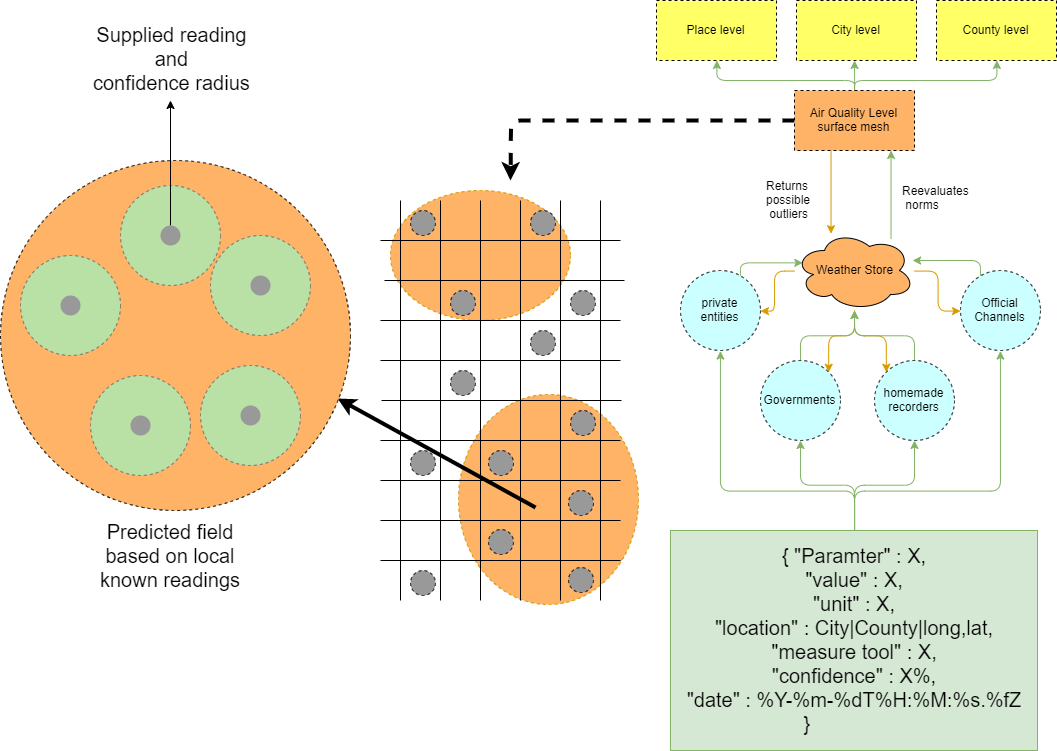 Supplied reading
and
confidence radius
Predicted field
based on local
known readings
Place level
City level
County level
Air Quality Level
surface mesh
Returns
possible
outliers
Reevaluates
norms
Weather Store
private
entities
Official
Channels
Governments
homemade
recorders
{ "Paramter" : X,
"value" : X,
"unit" : X,
"location" : City|County|long,lat,
"measure tool" : X,
"confidence" : X%,
"date" : %Y-%m-%dT%H:%M:%s.%fZ
}